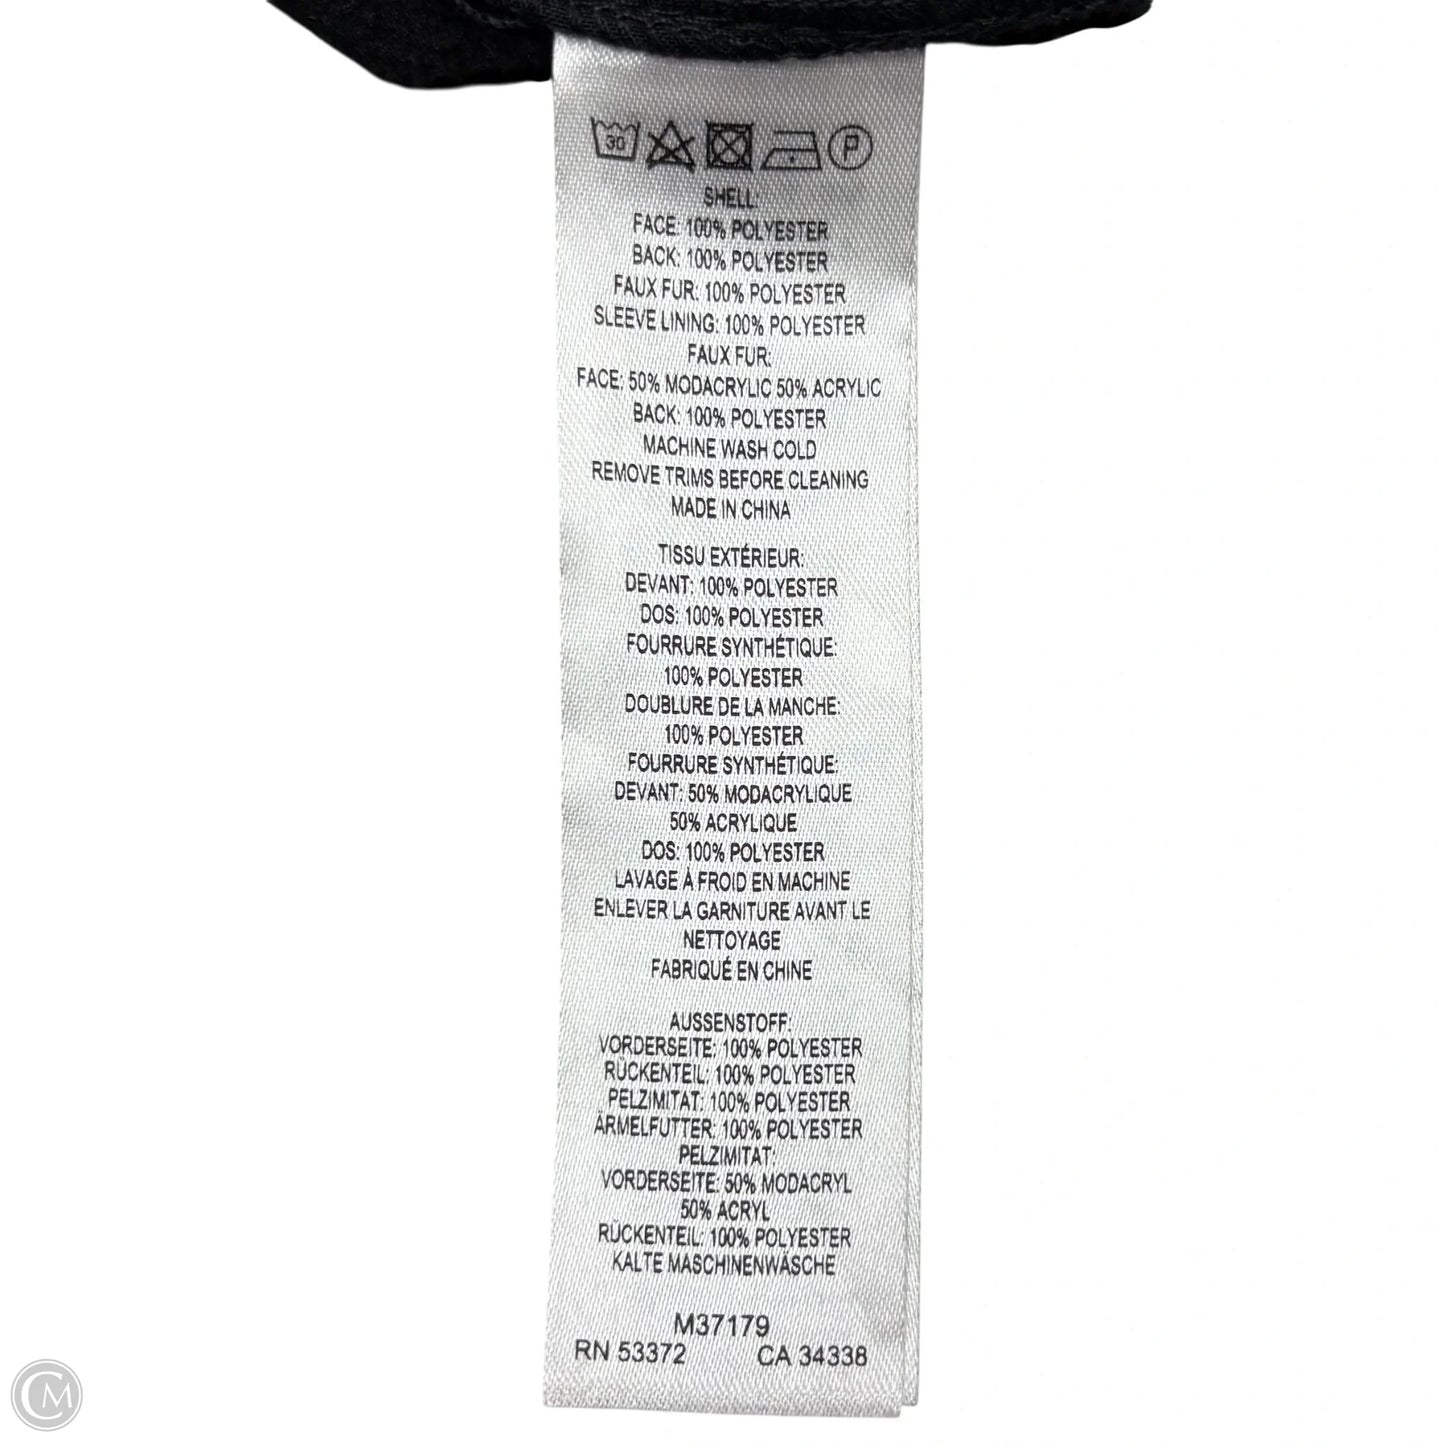 30
P
SHELL:
FACE: 100% POLYESTER
BACK: 100% POLYESTER
FAUX FUR: 100% POLYESTER
SLEEVE LINING: 100% POLYESTER
FAUX FUR:
FACE: 50% MODACRYLIC 50% ACRYLIC
BACK: 100% POLYESTER
MACHINE WASH COLD
REMOVE TRIMS BEFORE CLEANING
MADE IN CHINA
TISSU EXTÉRIEUR:
DEVANT: 100% POLYESTER
DOS: 100% POLYESTER
FOURRURE SYNTHÉTIQUE:
100% POLYESTER
DOUBLURE DE LA MANCHE:
100% POLYESTER
FOURRURE SYNTHÉTIQUE:
DEVANT: 50% MODACRYLIQUE
50% ACRYLIQUE
DOS: 100% POLYESTER
LAVAGE À FROID EN MACHINE
ENLEVER LA GARNITURE AVANT LE
NETTOYAGE
FABRIQUÉ EN CHINE
AUSSENSTOFF:
VORDERSEITE: 100% POLYESTER
RÜCKENTEIL: 100% POLYESTER
PELZIMITAT: 100% POLYESTER
ÄRMELFUTTER: 100% POLYESTER
PELZIMITAT:
VORDERSEITE: 50% MODACRYL
50% ACRYL
RÜCKENTEIL: 100% POLYESTER
KALTE MASCHINENWÄSCHE
M37179
RN 53372 CA 34338
CM